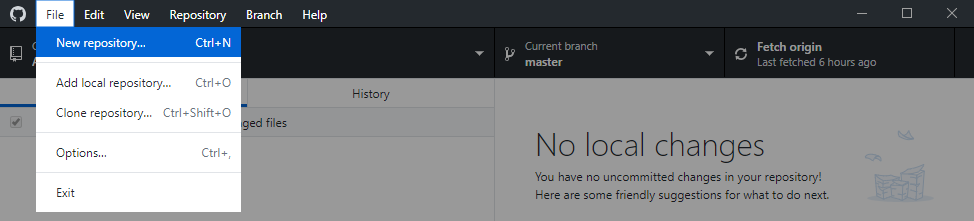 File Edit View Repository Branch Help
New repository... Ctrl+N
Add local repository... Ctrl+O
Clone repository... Ctrl+Shift+O
Options... Ctrl+,
Exit
Current branch
master
Fetch origin
Last fetched 6 hours ago
History
files
No local changes
You have no uncommitted changes in your repository!
Here are some friendly suggestions for what to do next.